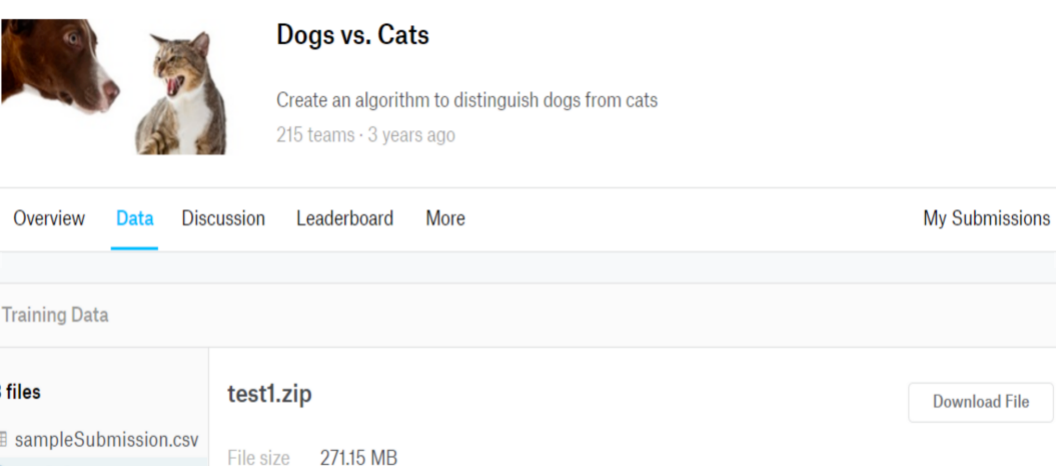 Dogs vs. Cats
Create an algorithm to distinguish dogs from cats
215 teams · 3 years ago
Overview Data Discussion Leaderboard More My Submissions
Training Data
files
test1.zip
Download File
sampleSubmission.csv
File size 271.15 MB